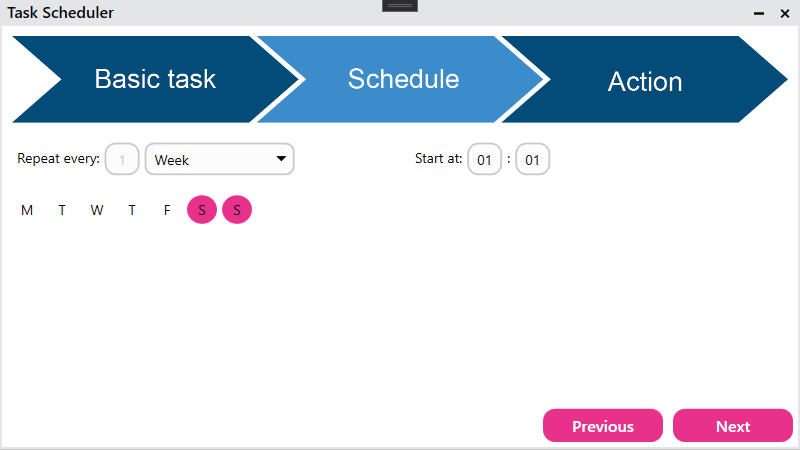 Task Scheduler
Basic task Schedule Action
Repeat every: 1 Week Start at: 01 : 01
M T W T F S S
Previous Next